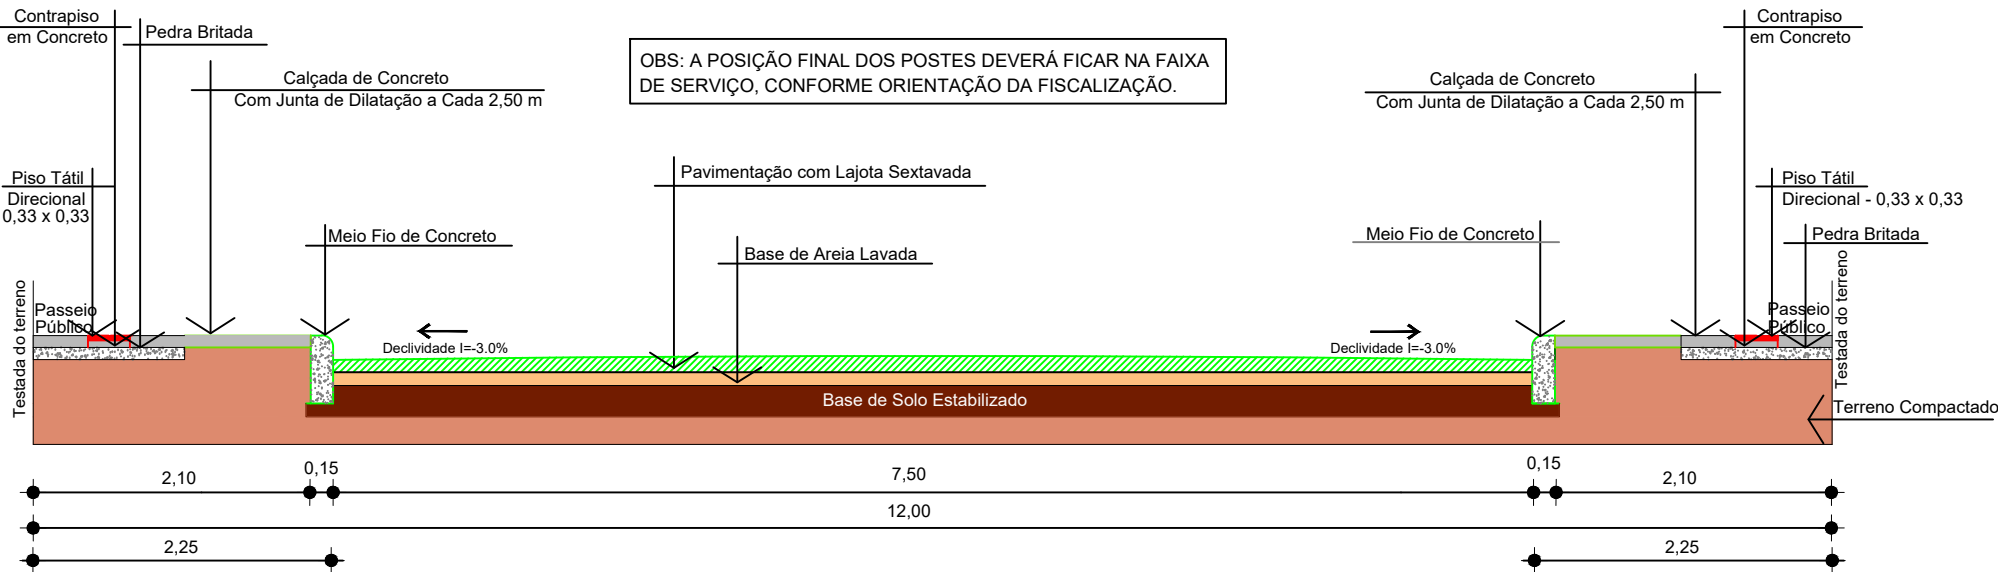 Contrapiso
em Concreto
Pedra Britada
Calçada de Concreto
Com Junta de Dilatação a Cada 2,50 m
OBS: A POSIÇÃO FINAL DOS POSTES DEVERÁ FICAR NA FAIXA
DE SERVIÇO, CONFORME ORIENTAÇÃO DA FISCALIZAÇÃO.
Contrapiso
em Concreto
Calçada de Concreto
Com Junta de Dilatação a Cada 2,50 m
Piso Tátil
Direcional
0,33 x 0,33
Pavimentação com Lajota Sextavada
Piso Tátil
Direcional - 0,33 x 0,33
Meio Fio de Concreto
Base de Areia Lavada
Meio Fio de Concreto
Pedra Britada
Testada do terreno
Passeio
Público
Declividade I=-3.0%
Declividade I=-3.0%
Passeio
Público
Testada do terreno
Base de Solo Estabilizado
Terreno Compactado
2,10
0,15
7,50
0,15
2,10
12,00
2,25
2,25